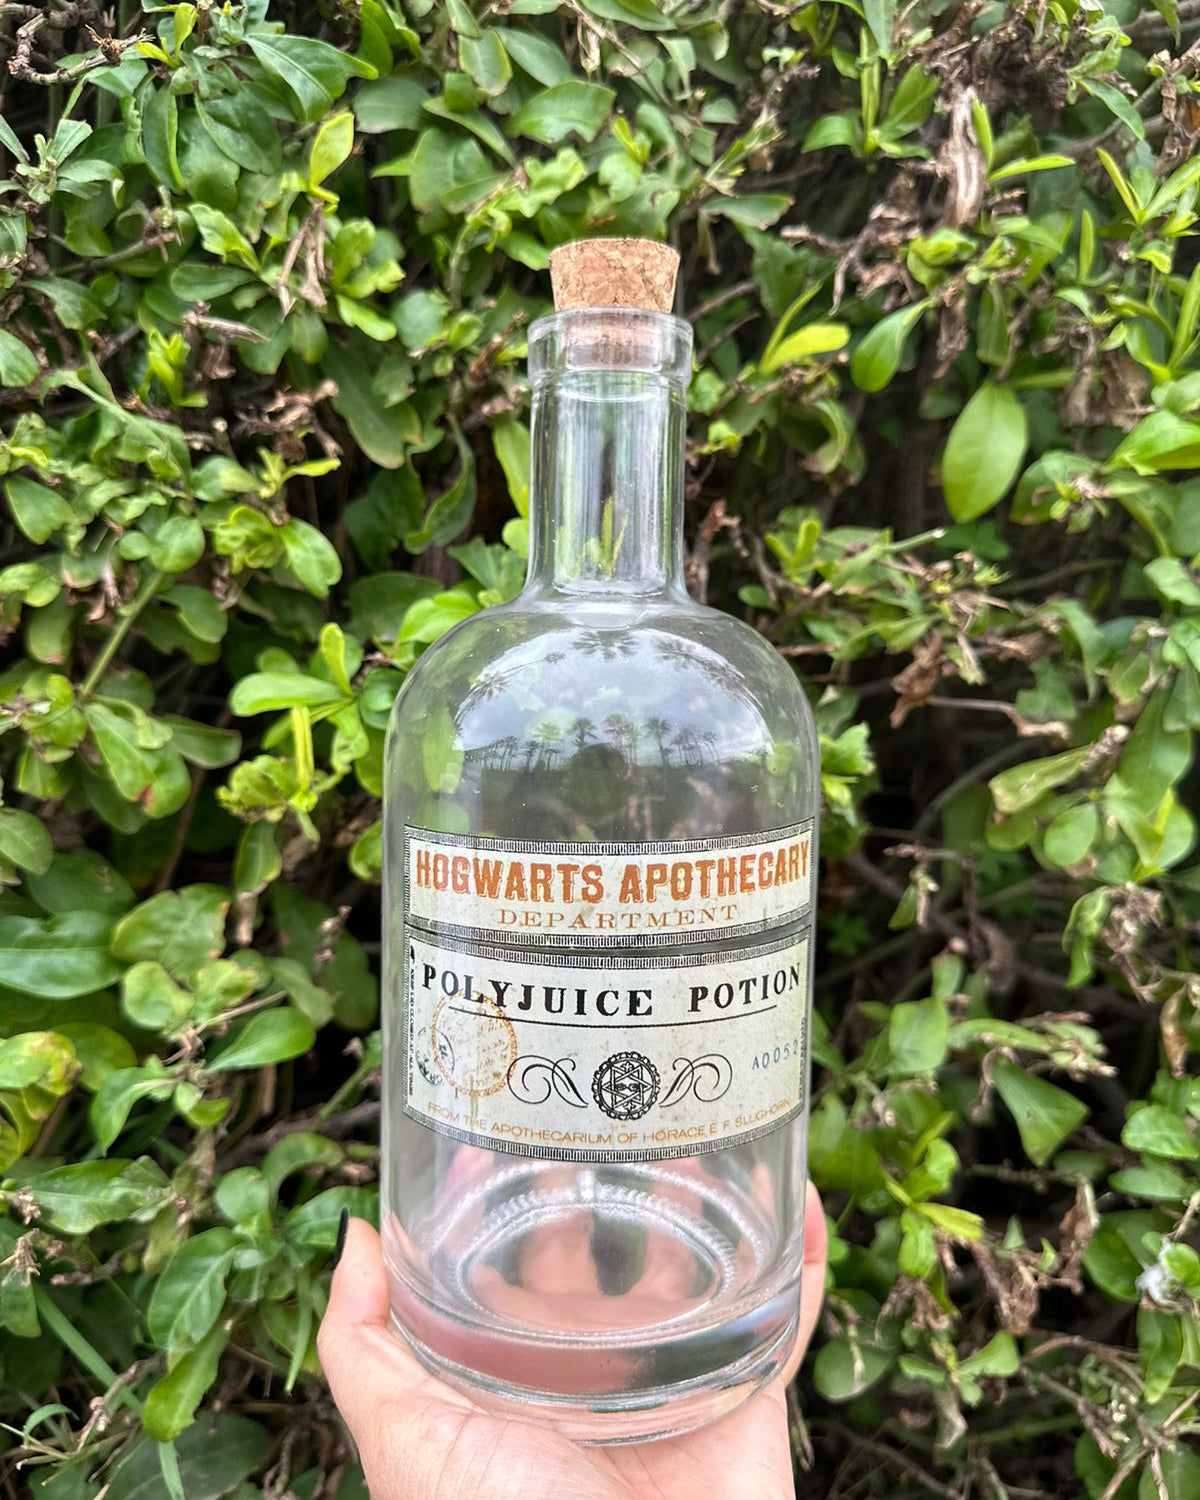 HOGWARTS APOTHECARY
DEPARTMENT
POLYJUICE POTION
A0052
FROM THE APOTHECARIUM OF HORACE E. F. SLUGHORN